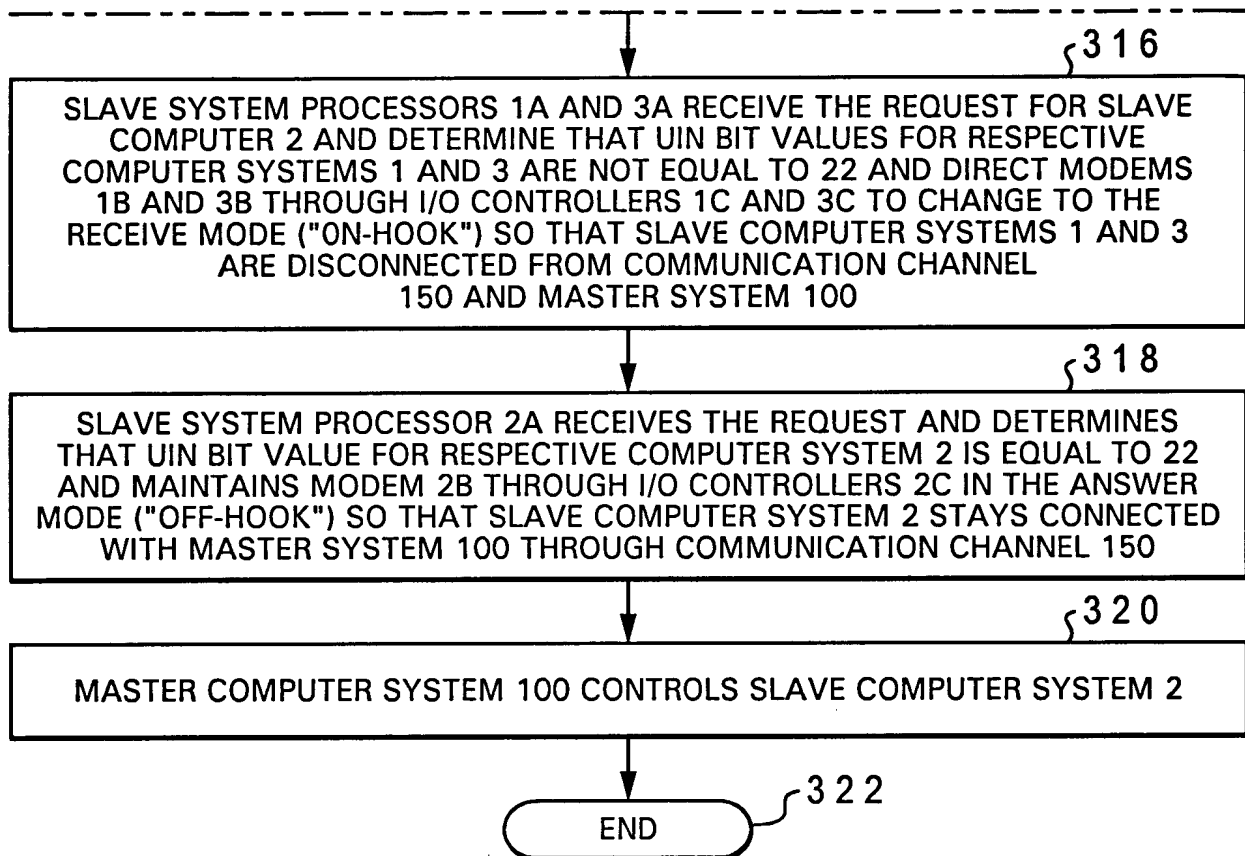 316
SLAVE SYSTEM PROCESSORS 1A AND 3A RECEIVE THE REQUEST FOR SLAVE
COMPUTER 2 AND DETERMINE THAT UIN BIT VALUES FOR RESPECTIVE
COMPUTER SYSTEMS 1 AND 3 ARE NOT EQUAL TO 22 AND DIRECT MODEMS
1B AND 3B THROUGH I/O CONTROLLERS 1C AND 3C TO CHANGE TO THE
RECEIVE MODE ("ON-HOOK") SO THAT SLAVE COMPUTER SYSTEMS 1 AND 3
ARE DISCONNECTED FROM COMMUNICATION CHANNEL
150 AND MASTER SYSTEM 100
318
SLAVE SYSTEM PROCESSOR 2A RECEIVES THE REQUEST AND DETERMINES
THAT UIN BIT VALUE FOR RESPECTIVE COMPUTER SYSTEM 2 IS EQUAL TO 22
AND MAINTAINS MODEM 2B THROUGH I/O CONTROLLERS 2C IN THE ANSWER
MODE ("OFF-HOOK") SO THAT SLAVE COMPUTER SYSTEM 2 STAYS CONNECTED
WITH MASTER SYSTEM 100 THROUGH COMMUNICATION CHANNEL 150
320
MASTER COMPUTER SYSTEM 100 CONTROLS SLAVE COMPUTER SYSTEM 2
322
END